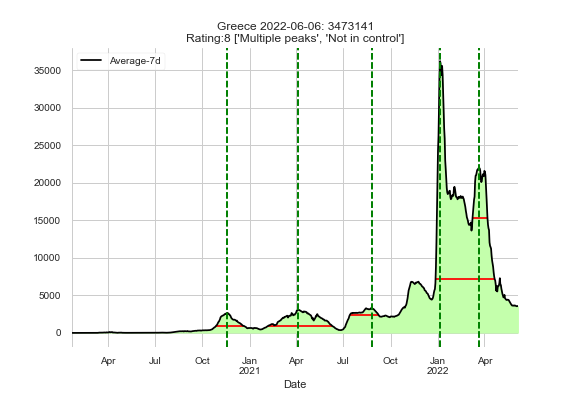 Greece 2022-06-06: 3473141
Rating:8 ['Multiple peaks', 'Not in control']
Average-7d
35000
30000
25000
20000
15000
10000
5000
0
Apr Jul Oct Jan Apr Jul Oct Jan Apr
2021 2022
Date